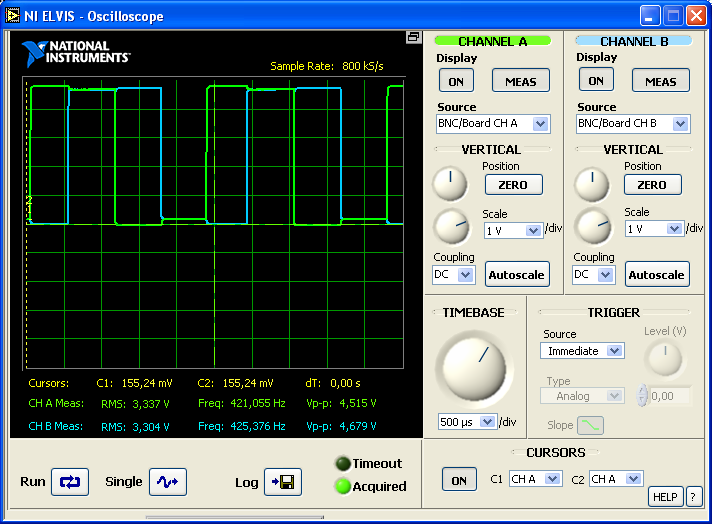 NI ELVIS - Oscilloscope
NATIONAL
INSTRUMENTS™
Sample Rate: 800 kS/s
2
1
Cursors: C1: 155,24 mV C2: 155,24 mV dT: 0,00 s
CH A Meas: RMS: 3,337 V Freq: 421,055 Hz Vp-p: 4,515 V
CH B Meas: RMS: 3,304 V Freq: 425,376 Hz Vp-p: 4,679 V
Run Single Log Timeout
Acquired
CHANNEL A
Display
ON MEAS
Source
BNC/Board CH A
VERTICAL
Position
ZERO
Scale
1 V /div
Coupling
DC Autoscale
CHANNEL B
Display
ON MEAS
Source
BNC/Board CH B
VERTICAL
Position
ZERO
Scale
1 V /div
Coupling
DC Autoscale
TIMEBASE
500 µs /div
TRIGGER
Source
Immediate
Level (V)
Type
Analog
0,00
Slope
CURSORS
ON C1 CH A C2 CH A
HELP ?